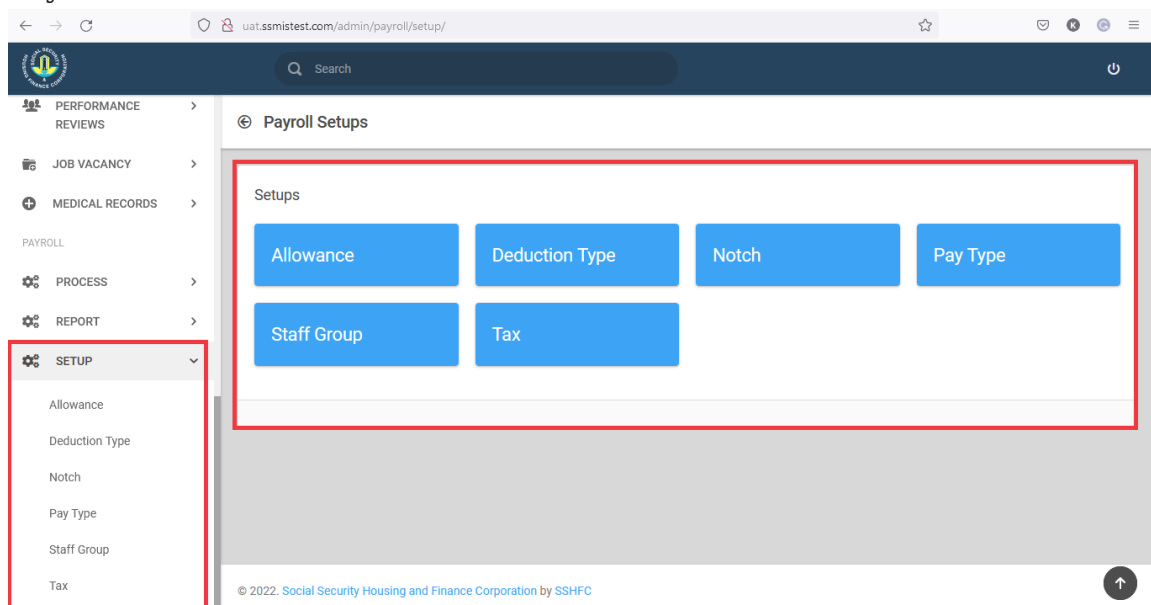 uat.ssmistest.com/admin/payroll/setup/
K
SOCIAL SECURITY
Search
PERFORMANCE
REVIEWS
Payroll Setups
JOB VACANCY
MEDICAL RECORDS
Setups
Allowance
Deduction Type
Notch
Pay Type
PAYROLL
PROCESS
REPORT
Staff Group
Tax
SETUP
Allowance
Deduction Type
Notch
Pay Type
Staff Group
Tax
© 2022. Social Security Housing and Finance Corporation by SSHFC